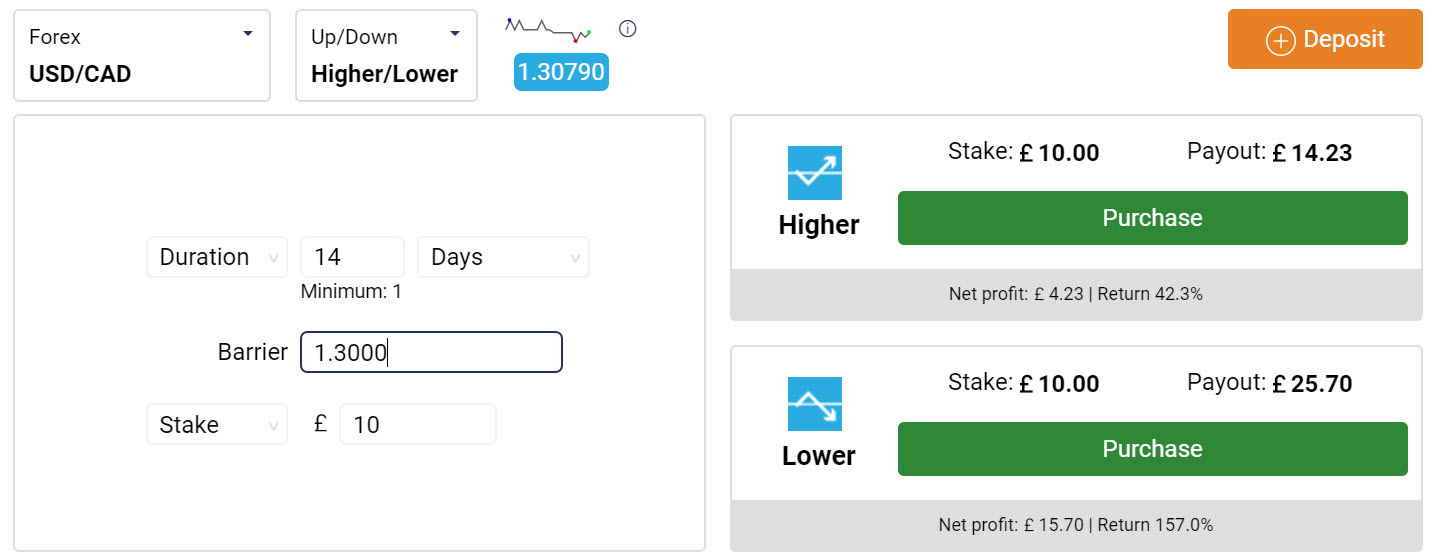 Forex
USD/CAD
Up/Down
Higher/Lower
1.30790
Deposit
Duration 14 Days
Minimum: 1
Barrier 1.3000
Stake £ 10
Stake: £ 10.00 Payout: £ 14.23
Higher
Purchase
Net profit: £ 4.23 | Return 42.3%
Stake: £ 10.00 Payout: £ 25.70
Lower
Purchase
Net profit: £ 15.70 | Return 157.0%